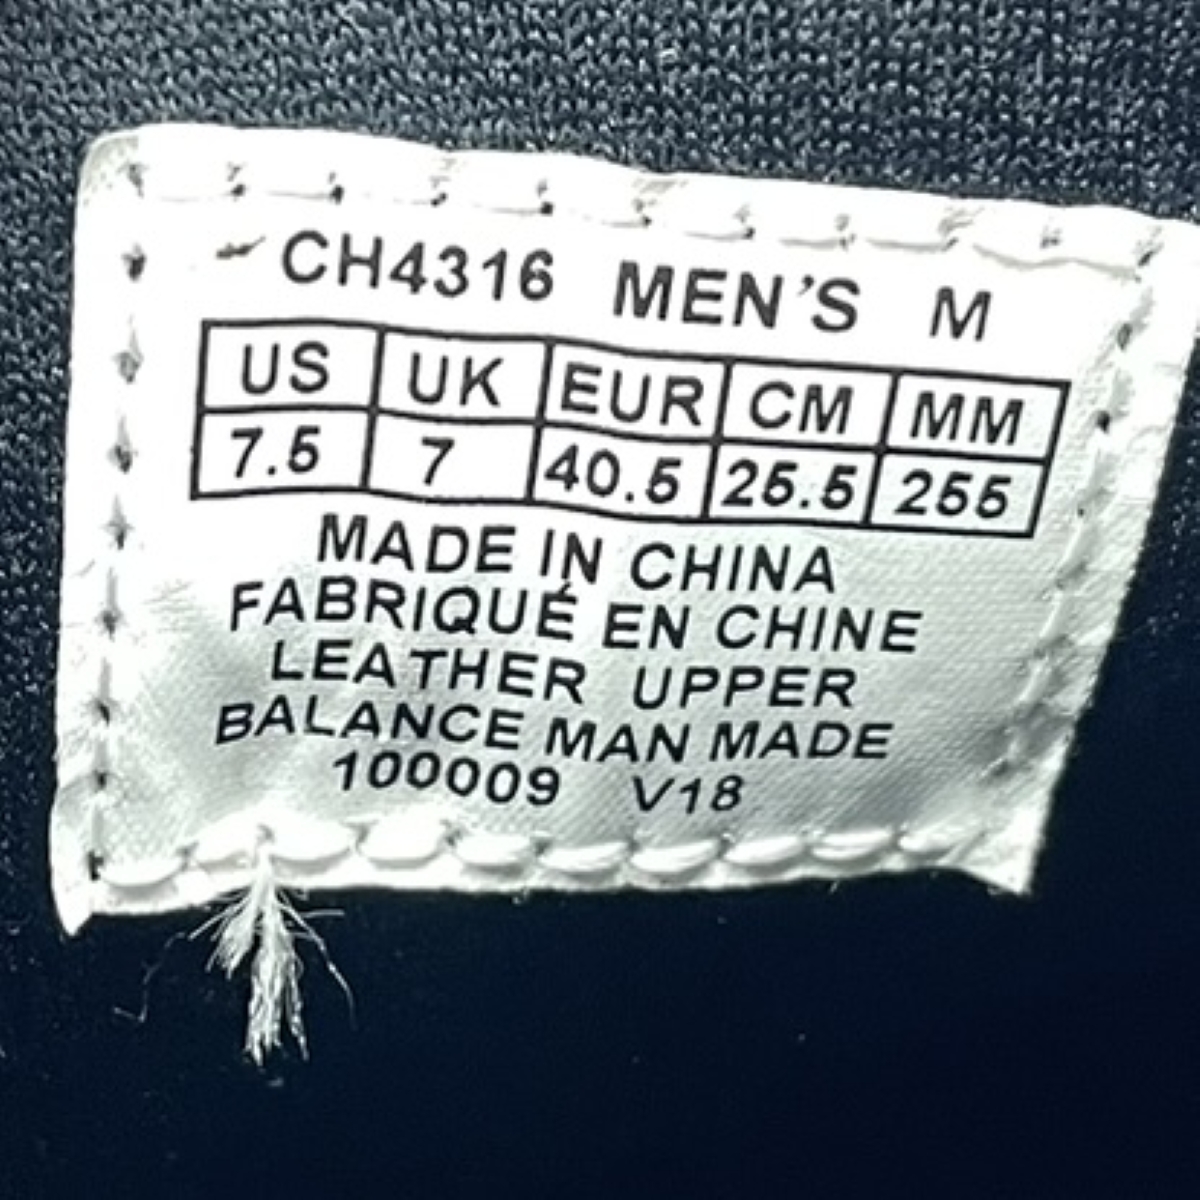 CH4316 MEN'S M
US UK EUR CM MM
7.5 7 40.5 25.5 255
MADE IN CHINA
FABRIQUÉ EN CHINE
LEATHER UPPER
BALANCE MAN MADE
100009 V18